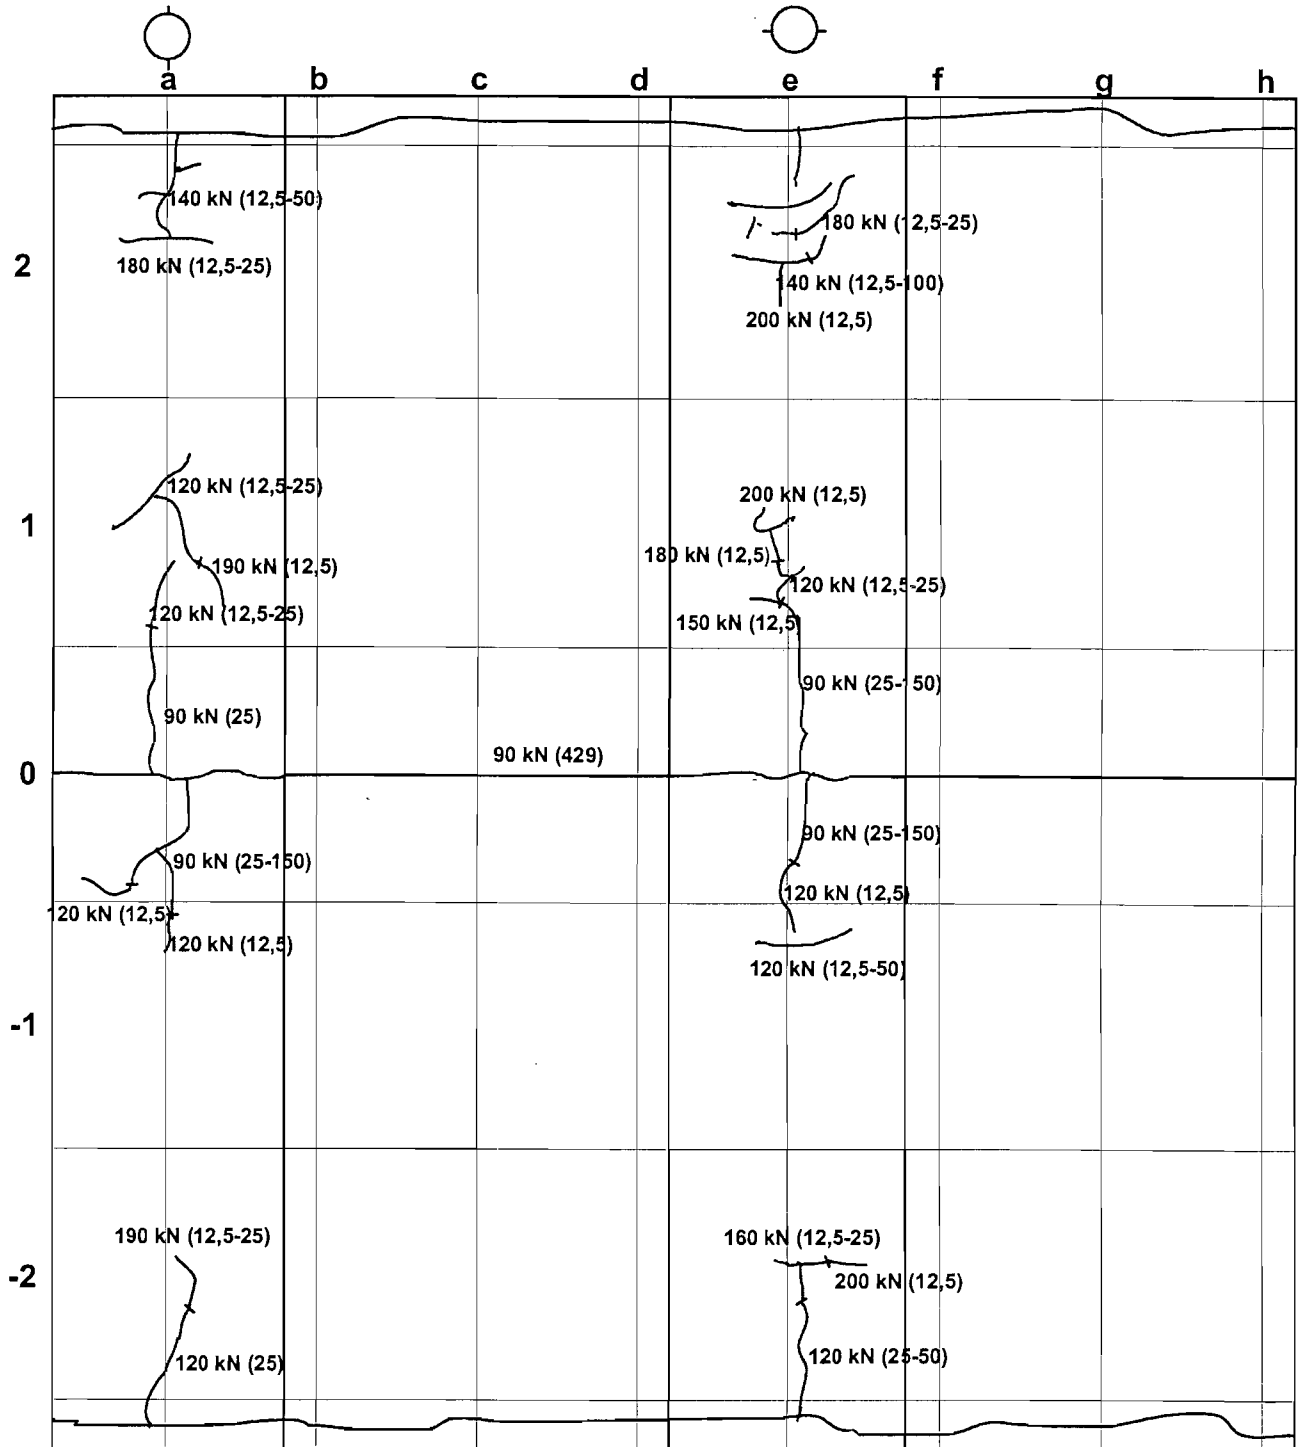 a b c d e f g h
140 kN (12,5-50)
180 kN (12,5-25)
2
180 kN (12,5-25)
140 kN (12,5-100)
200 kN (12,5)
120 kN (12,5-25)
200 kN (12,5)
1
180 kN (12,5)
190 kN (12,5)
120 kN (12,5-25)
120 kN (12,5-25)
150 kN (12,5)
90 kN (25-150)
90 kN (25)
90 kN (429)
0
90 kN (25-150)
90 kN (25-150)
120 kN (12,5)
120 kN (12,5)
120 kN (12,5)
120 kN (12,5-50)
-1
190 kN (12,5-25)
160 kN (12,5-25)
-2
200 kN (12,5)
120 kN (25)
120 kN (25-50)